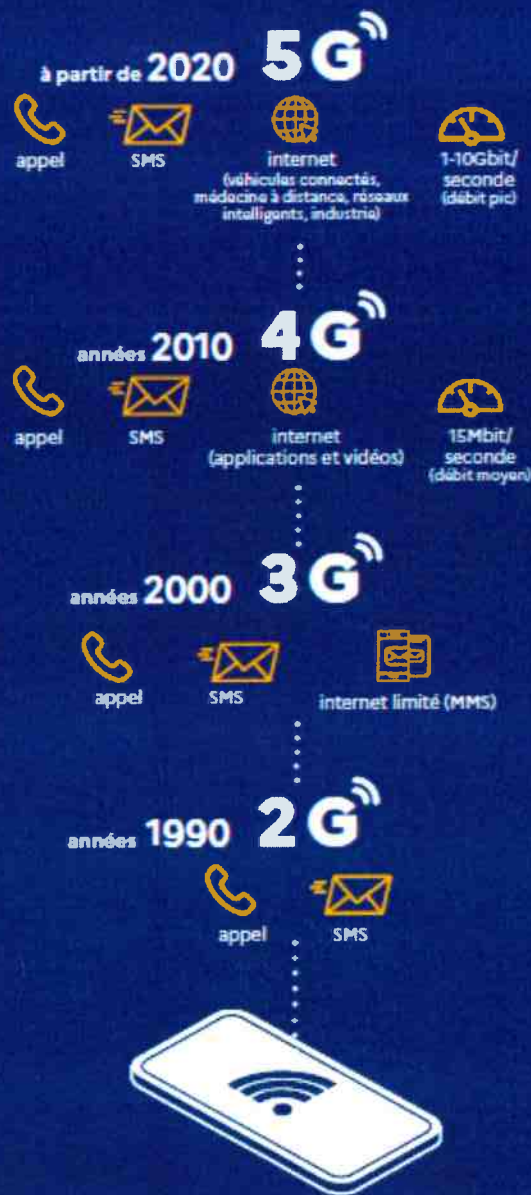 à partir de 2020 5G
appel
SMS
internet
(véhicules connectés,
médecine à distance, réseaux
intelligents, industrie)
1-10Gbit/
seconde
(débit pic)
années 2010 4G
appel
SMS
internet
(applications et vidéos)
15Mbit/
seconde
(débit moyen)
années 2000 3G
appel
SMS
internet limité (MMS)
années 1990 2G
appel
SMS